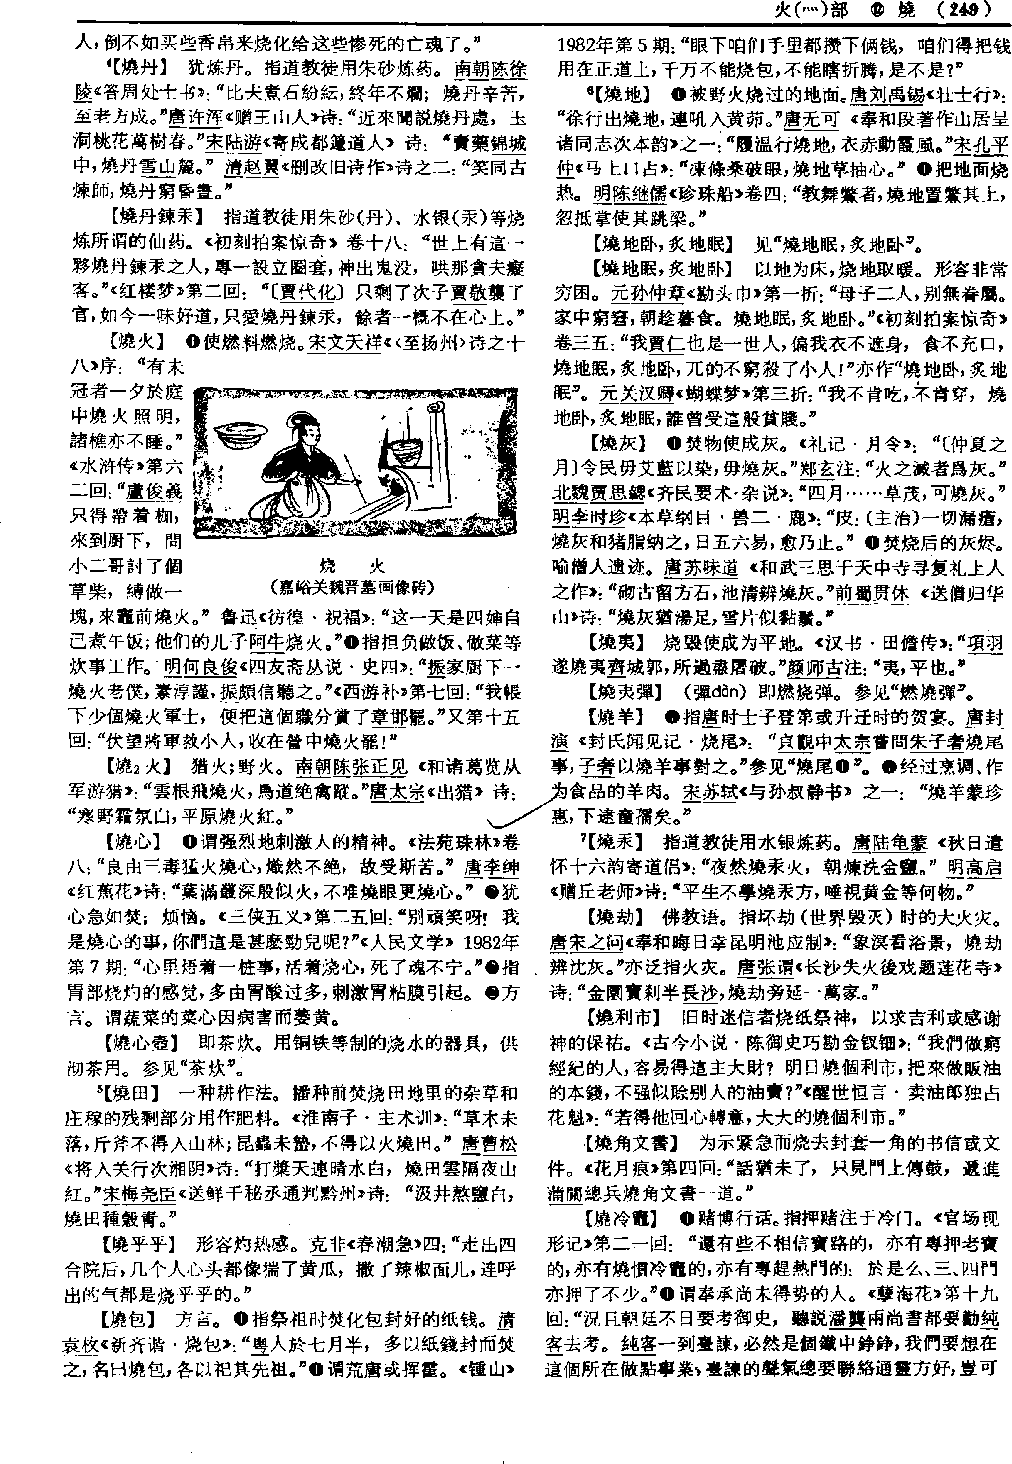 火(灬)部 ⑫ 燒 (249)
人,倒不如买些香帛来烧化给这些惨死的亡魂了。”
⁴【燒丹】 犹炼丹。指道教徒用朱砂炼药。南朝陈徐
陵《答周处士书》:“比夫煮石紛紜,終年不爛;燒丹辛苦,
至老方成。”唐许浑《赠王山人》诗:“近來聞説燒丹處,玉
洞桃花萬樹春。”宋陆游《寄成都蓬道人》诗:“賣藥錦城
中,燒丹雪山麓。”清赵翼《删改旧诗作》诗之二:“笑同古
煉師,燒丹窮昏晝。”
【燒丹鍊汞】 指道教徒用朱砂(丹)、水银(汞)等烧
炼所谓的仙药。《初刻拍案惊奇》卷十八:“世上有這一
夥燒丹鍊汞之人,專一設立圈套,神出鬼没,哄那貪夫癡
客。”《红楼梦》第二回:“〔賈代化〕只剩了次子賈敬襲了
官,如今一味好道,只愛燒丹鍊汞,餘者一概不在心上。”
【燒火】 ❶使燃料燃烧。宋文天祥《〈至扬州〉诗之十
八》序:“有未
冠者一夕於庭
中燒火照明,
諸樵亦不睡。”
《水浒传》第六
二回:“盧俊義
只得帶着枷,
來到厨下,問
小二哥討了個
草柴,縛做一
烧 火
(嘉峪关魏晋墓画像砖)
塊,來竈前燒火。”鲁迅《彷徨·祝福》:“这一天是四婶自
己煮午饭;他们的儿子阿牛烧火。”❷指担负做饭、做菜等
炊事工作。明何良俊《四友斋丛说·史四》:“振家厨下一
燒火老僕,素淳謹,振頗信聽之。”《西游补》第七回:“我帳
下少個燒火軍士,便把這個職分賞了章邯罷。”又第十五
回:“伏望將軍救小人,收在營中燒火罷!”
【燒₂火】 猎火;野火。南朝陈张正见《和诸葛览从
军游猎》:“雲根飛燒火,鳥道绝禽蹤。”唐太宗《出猎》诗:
“寒野霜氛白,平原燒火紅。”
【燒心】 ❶谓强烈地刺激人的精神。《法苑珠林》卷
八:“良由三毒猛火燒心,熾然不絶,故受斯苦。”唐李绅
《红蕉花》诗:“葉滿叢深殷似火,不唯燒眼更燒心。”❷犹
心急如焚;烦恼。《三侠五义》第二五回:“别頑笑呀!我
是燒心的事,你們這是甚麽勁兒呢?”《人民文学》1982年
第7期:“心里捂着一桩事,活着烧心,死了魂不宁。”❸指
胃部烧灼的感觉,多由胃酸过多,刺激胃粘膜引起。❹方
言。谓蔬菜的菜心因病害而萎黄。
【燒心壺】 即茶炊。用铜铁等制的烧水的器具,供
沏茶用。参见“茶炊”。
⁵【燒田】 一种耕作法。播种前焚烧田地里的杂草和
庄稼的残剩部分用作肥料。《淮南子·主术训》:“草木未
落,斤斧不得入山林;昆蟲未蟄,不得以火燒田。”唐曹松
《将入关行次湘阴》诗:“打槳天連晴水白,燒田雲隔夜山
紅。”宋梅尧臣《送鲜于秘丞通判黔州》诗:“汲井熬鹽白,
燒田種穀青。”
【燒乎乎】 形容灼热感。克非《春潮急》四:“走出四
合院后,几个人心头都像揣了黄瓜,撒了辣椒面儿,连呼
出的气都是烧乎乎的。”
【燒包】 方言。❶指祭祖时焚化包封好的纸钱。清
袁枚《新齐谐·烧包》:“粤人於七月半,多以紙錢封而焚
之,名曰燒包,各以祀其先祖。”❷谓荒唐或挥霍。《锺山》
1982年第5期:“眼下咱们手里都攒下俩钱,咱们得把钱
用在正道上,千万不能烧包,不能瞎折腾,是不是?”
⁶【燒地】 ❶被野火烧过的地面。唐刘禹锡《壮士行》:
“徐行出燒地,連吼入黄茆。”唐无可《奉和段著作山居呈
诸同志次本韵》之一:“履温行燒地,衣赤動霞風。”宋孔平
仲《马上口占》:“凍條桑破眼,燒地草抽心。”❷把地面烧
热。明陈继儒《珍珠船》卷四:“教舞鱉者,燒地置鱉其上,
忽抵掌使其跳梁。”
【燒地卧,炙地眠】 见“燒地眠,炙地卧”。
【燒地眠,炙地卧】 以地为床,烧地取暖。形容非常
穷困。元孙仲章《勘头巾》第一折:“母子二人,别無眷屬。
家中窮窘,朝趁暮食。燒地眠,炙地卧。”《初刻拍案惊奇》
卷三五:“我賈仁也是一世人,偏我衣不遮身,食不充口,
燒地眠,炙地卧,兀的不窮殺了小人!”亦作“燒地卧,炙地
眠”。元关汉卿《蝴蝶梦》第三折:“我不肯吃,不肯穿,燒
地卧,炙地眠,誰曾受這般貧賤。”
【燒灰】 ❶焚物使成灰。《礼记·月令》:“〔仲夏之
月〕令民毋艾藍以染,毋燒灰。”郑玄注:“火之滅者爲灰。”
北魏贾思勰《齐民要术·杂说》:“四月……草茂,可燒灰。”
明李时珍《本草纲目·兽二·鹿》:“皮:(主治)一切漏瘡,
燒灰和猪脂纳之,日五六易,愈乃止。”❷焚烧后的灰烬。
喻僧人遗迹。唐苏味道《和武三思于天中寺寻复礼上人
之作》:“砌古留方石,池清辨燒灰。”前蜀贯休《送僧归华
山》诗:“燒灰猶湯足,雪片似黏鬚。”
【燒夷】 烧毁使成为平地。《汉书·田儋传》:“項羽
遂燒夷齊城郭,所過盡屠破。”颜师古注:“夷,平也。”
【燒夷彈】 (彈dàn) 即燃烧弹。参见“燃燒彈”。
【燒羊】 ❶指唐时士子登第或升迁时的贺宴。唐封
演《封氏闻见记·烧尾》:“貞觀中太宗嘗問朱子奢燒尾
事,子奢以燒羊事對之。”参见“燒尾❶”。❷经过烹调、作
为食品的羊肉。宋苏轼《与孙叔静书》之一:“燒羊蒙珍
惠,下逮童孺矣。”
⁷【燒汞】 指道教徒用水银炼药。唐陆龟蒙《秋日遣
怀十六韵寄道侣》:“夜然燒汞火,朝煉洗金鹽。”明高启
《赠丘老师》诗:“平生不學燒汞方,唾視黄金等何物。”
【燒劫】 佛教语。指坏劫(世界毁灭)时的大火灾。
唐宋之问《奉和晦日幸昆明池应制》:“象溟看浴景,燒劫
辨沈灰。”亦泛指火灾。唐张谓《长沙失火後戏题莲花寺》
诗:“金園寶刹半長沙,燒劫旁延一萬家。”
【燒利市】 旧时迷信者烧纸祭神,以求吉利或感谢
神的保祐。《古今小说·陈御史巧勘金钗钿》:“我們做窮
經紀的人,容易得這主大財?明日燒個利市,把來做販油
的本錢,不强似賒别人的油賣?”《醒世恒言·卖油郎独占
花魁》:“若得他回心轉意,大大的燒個利市。”
【燒角文書】 为示紧急而烧去封套一角的书信或文
件。《花月痕》第四回:“話猶未了,只見門上傳鼓,遞進
潼關總兵燒角文書一道。”
【燒冷竈】 ❶赌博行话。指押赌注于冷门。《官场现
形记》第二一回:“還有些不相信寶路的,亦有專押老寶
的,亦有燒慣冷竈的,亦有專趕熱門的:於是么、三、四門
亦押了不少。”❷谓奉承尚未得势的人。《孽海花》第十九
回:“況且朝廷不日要考御史,聽説潘龔兩尚書都要勸純
客去考。純客一到臺諫,必然是個鐵中錚錚,我們要想在
這個所在做點事業,臺諫的聲氣總要聯絡通靈方好,豈可